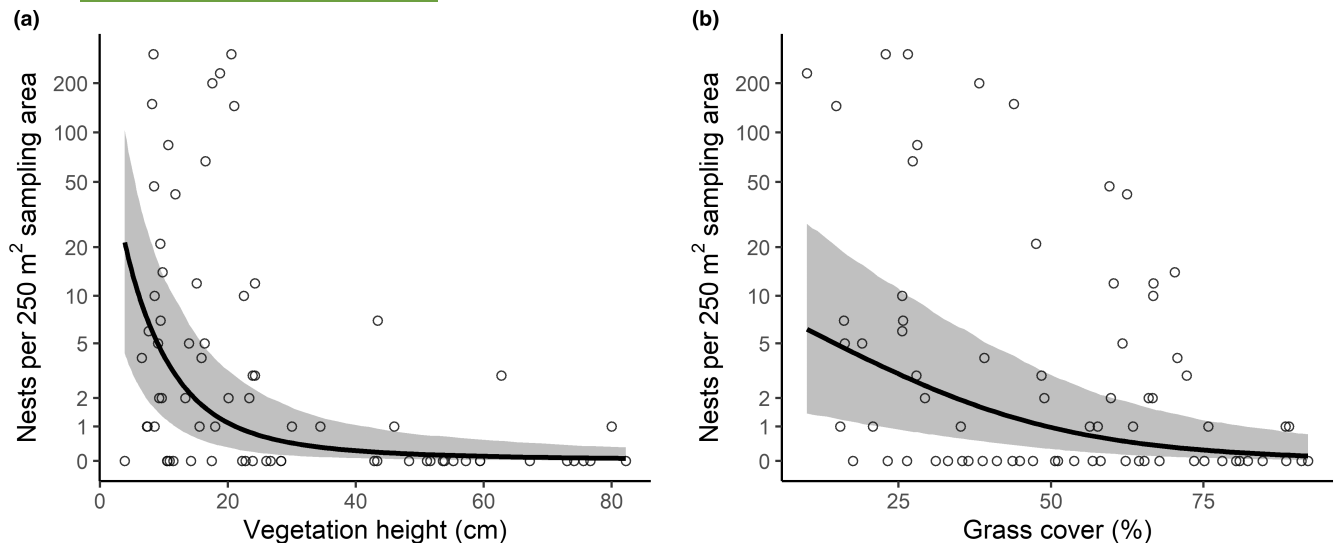 (a)
Nests per 250 m² sampling area
200
100
50
20
10
5
2
1
0
0 20 40 60 80
Vegetation height (cm)
(b)
Nests per 250 m² sampling area
200
100
50
20
10
5
2
1
0
25 50 75
Grass cover (%)